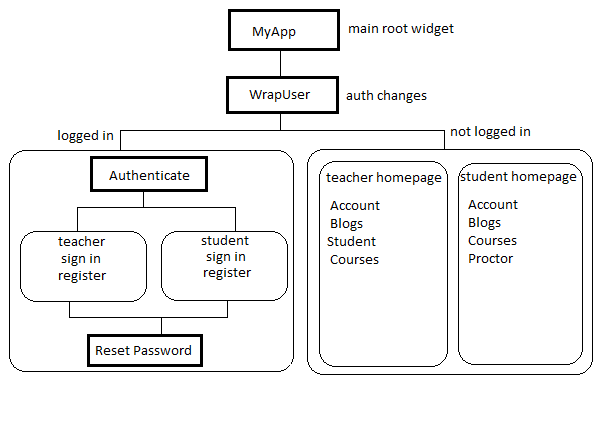 MyApp
main root widget
WrapUser
auth changes
logged in
not logged in
Authenticate
teacher
sign in
register
student
sign in
register
Reset Password
teacher homepage
Account
Blogs
Student
Courses
student homepage
Account
Blogs
Courses
Proctor